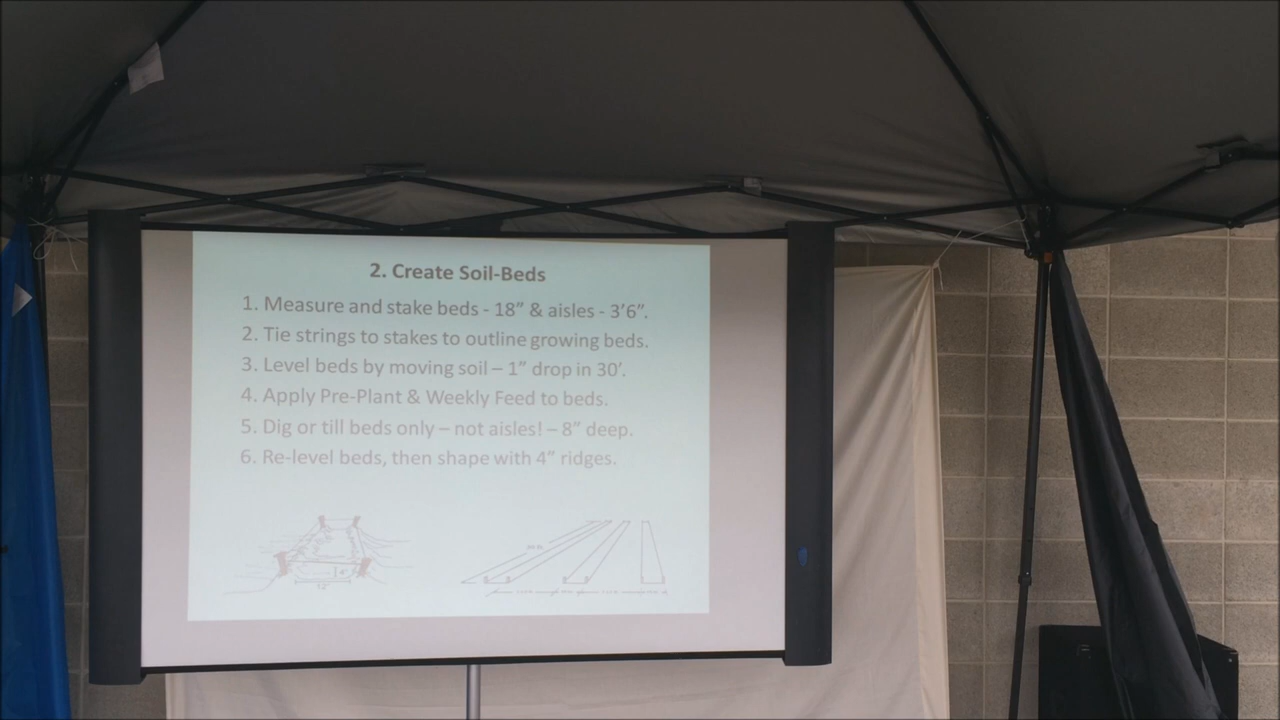 2. Create Soil-Beds
1. Measure and stake beds - 18” & aisles - 3’6”.
2. Tie strings to stakes to outline growing beds.
3. Level beds by moving soil – 1” drop in 30’.
4. Apply Pre-Plant & Weekly Feed to beds.
5. Dig or till beds only – not aisles! – 8” deep.
6. Re-level beds, then shape with 4” ridges.